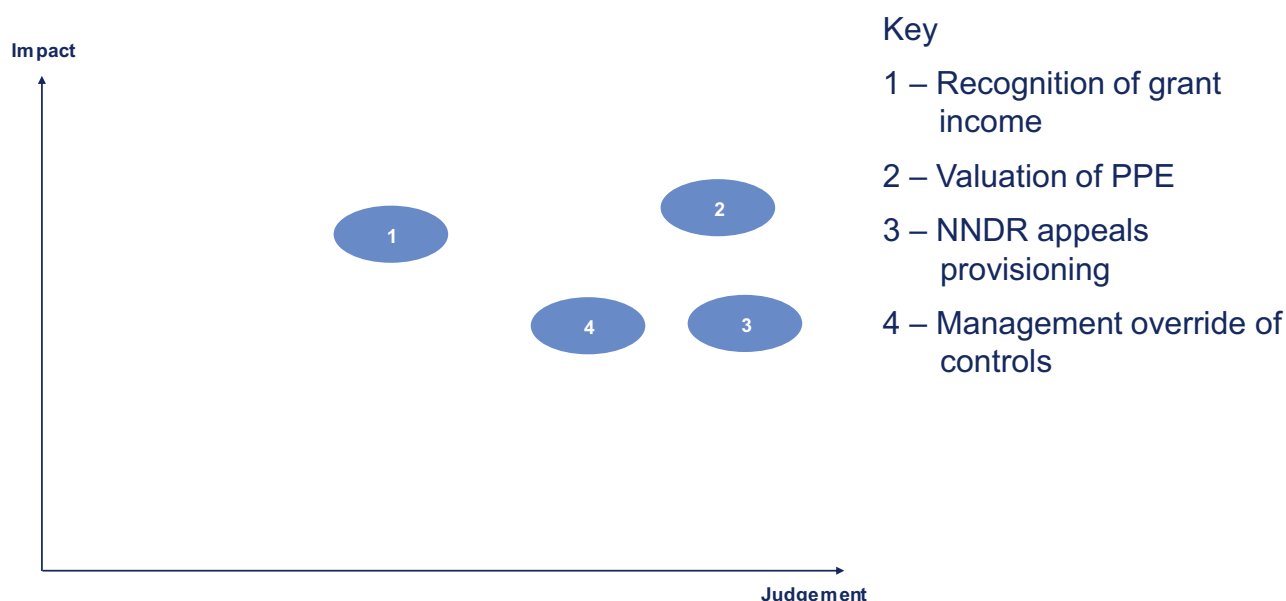 Impact
1
2
4
3
Judgement
Key
1 – Recognition of grant
income
2 – Valuation of PPE
3 – NNDR appeals
provisioning
4 – Management override of
controls